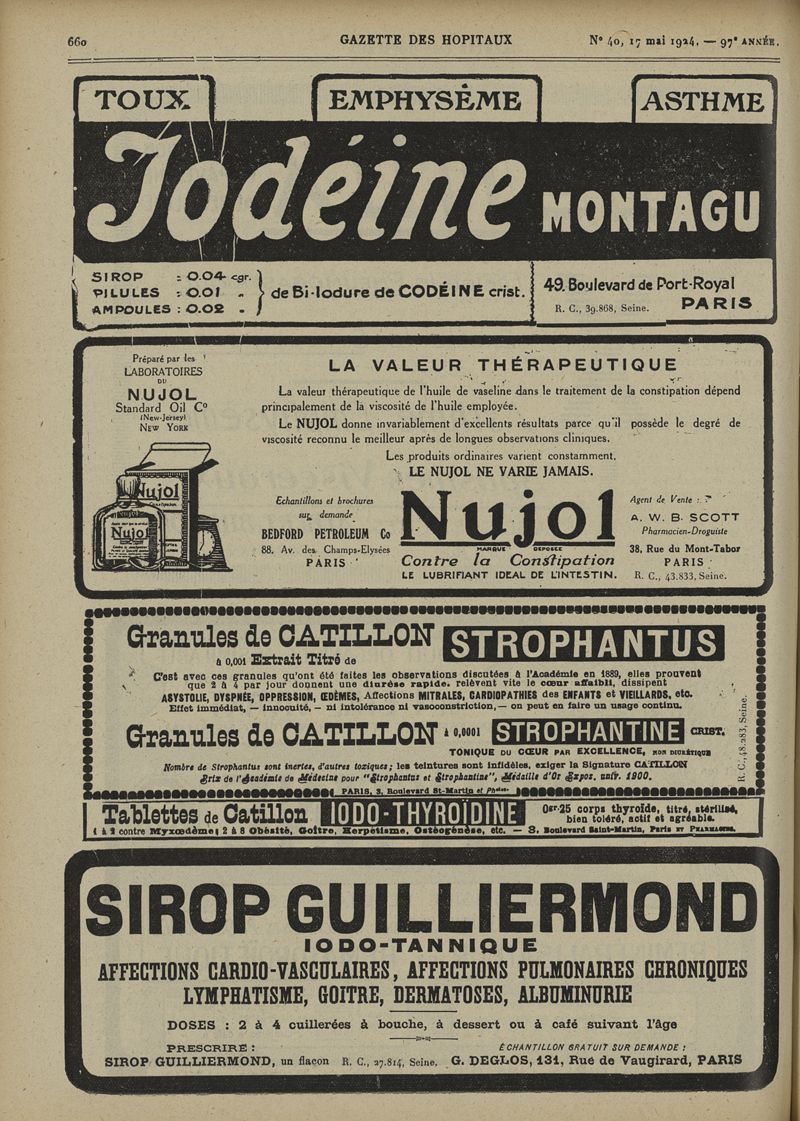 660
GAZETTE DES HOPITAUX
N° 40, 17 mai 1924. — 97e ANNÉE.
TOUX
EMPHYSÈME
ASTHME
Iodéine MONTAGU
SIROP : 0.04 cgr.
PILULES : 0.01 „
AMPOULES : 0.02 „
de Bi-Iodure de CODÉINE crist.
49, Boulevard de Port-Royal
R. C., 39.868, Seine. PARIS
Préparé par les
LABORATOIRES
DU
NUJOL
Standard Oil Co
(New-Jersey)
NEW YORK
Nujol
Nujol
LA VALEUR THÉRAPEUTIQUE
La valeur thérapeutique de l'huile de vaseline dans le traitement de la constipation dépend
principalement de la viscosité de l'huile employée.
Le NUJOL donne invariablement d'excellents résultats parce qu'il possède le degré de
viscosité reconnu le meilleur après de longues observations cliniques.
Les produits ordinaires varient constamment,
LE NUJOL NE VARIE JAMAIS.
Echantillons et brochures
sur demande
BEDFORD PETROLEUM Co
88, Av. des Champs-Elysées
PARIS
Nujol
MARQUE DÉPOSÉE
Contre la Constipation
LE LUBRIFIANT IDEAL DE L'INTESTIN.
Agent de Vente :
A. W. B. SCOTT
Pharmacien-Droguiste
38, Rue du Mont-Tabor
PARIS
R. C., 43.833, Seine.
Granules de CATILLON STROPHANTUS
à 0,001 Extrait Titré de
C'est avec ces granules qu'ont été faites les observations discutées à l'Académie en 1889, elles prouvent
que 2 à 4 par jour donnent une diurèse rapide, relèvent vite le cœur affaibli, dissipent
ASYSTOLIE, DYSPNÉE, OPPRESSION, ŒDÈMES, Affections MITRALES, CARDIOPATHIES des ENFANTS et VIEILLARDS, etc.
Effet immédiat, — innocuité, — ni intolérance ni vasoconstriction, — on peut en faire un usage continu.
Granules de CATILLON à 0,0001 STROPHANTINE CRIST.
TONIQUE DU CŒUR PAR EXCELLENCE, NON DIURÉTIQUE
Nombre de Strophantus sont inertes, d'autres toxiques; les teintures sont infidèles, exiger la Signature CATILLON
Prix de l'Académie de Médecine pour "Strophantus et Strophantine", Médaille d'Or Expos. univ. 1900.
PARIS, 3, Boulevard St-Martin et Phcies
R. C., 48.283, Seine.
Tablettes de Catillon IODO-THYROÏDINE
0gr.25 corps thyroïde, titré, stérilisé,
bien toléré, actif et agréable.
1 à 2 contre Myxœdème; 2 à 8 Obésité, Goître, Herpétisme, Ostéogénèse, etc. — 3, Boulevard Saint-Martin, Paris ET PHARMACIES.
SIROP GUILLIERMOND
IODO-TANNIQUE
AFFECTIONS CARDIO-VASCULAIRES, AFFECTIONS PULMONAIRES CHRONIQUES
LYMPHATISME, GOITRE, DERMATOSES, ALBUMINURIE
DOSES : 2 à 4 cuillerées à bouche, à dessert ou à café suivant l'âge
PRESCRIRE :
SIROP GUILLIERMOND, un flacon R. C., 27.814, Seine.
ÉCHANTILLON GRATUIT SUR DEMANDE :
G. DEGLOS, 131, Rue de Vaugirard, PARIS